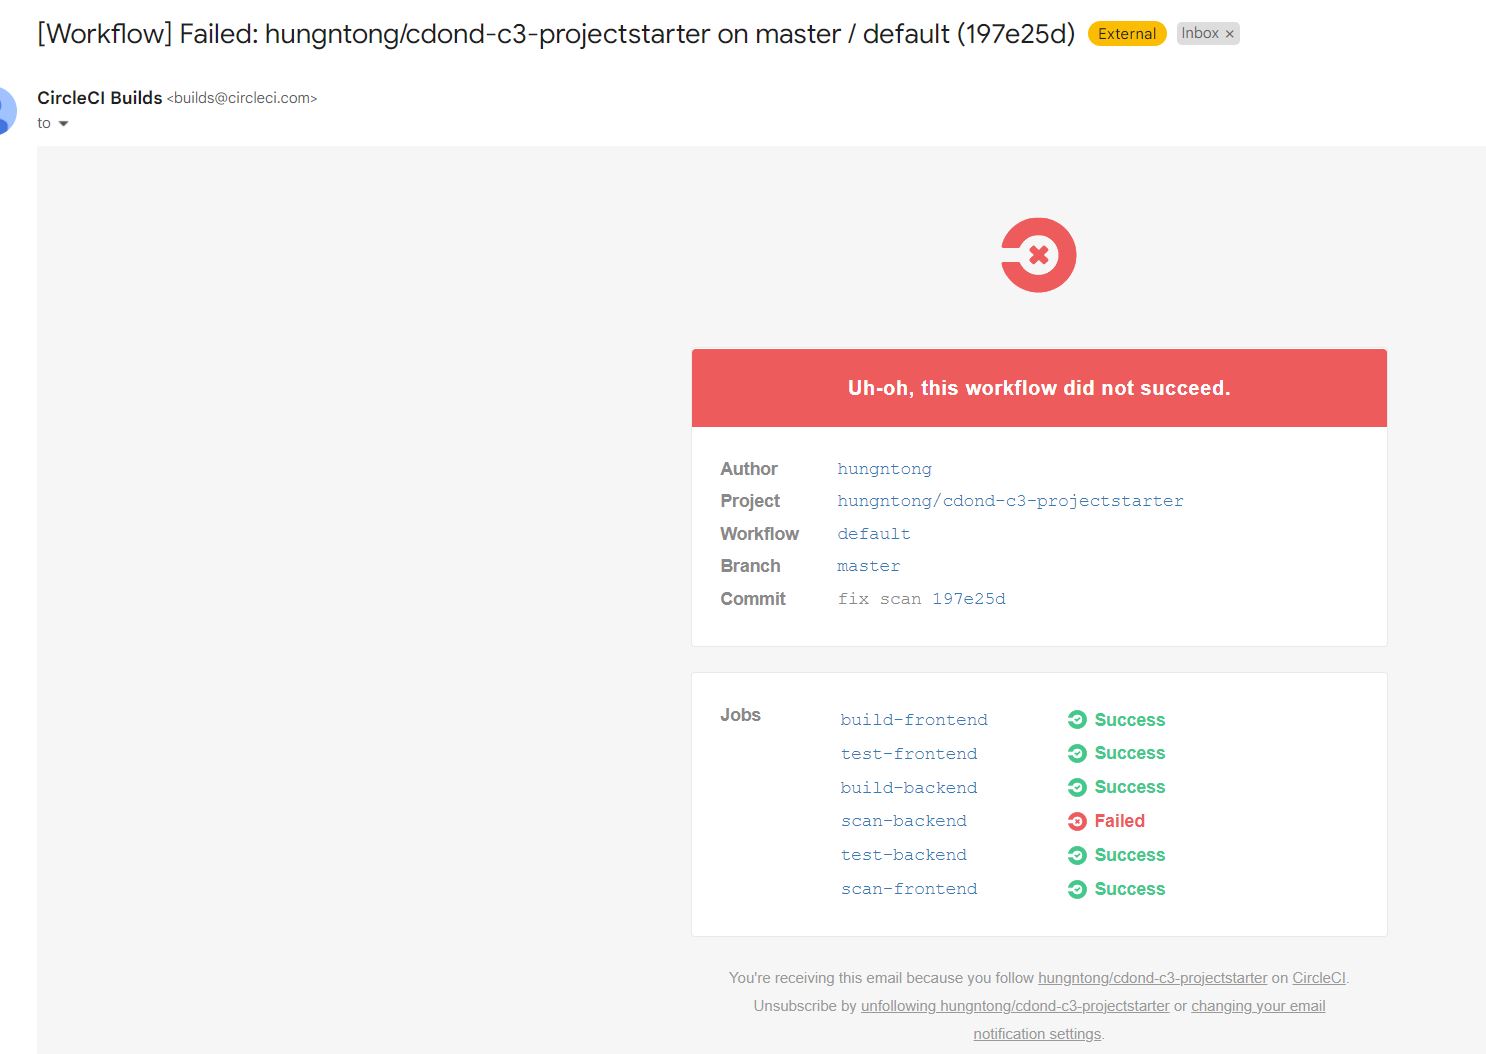 [Workflow] Failed: hungntong/cdond-c3-projectstarter on master / default (197e25d) External Inbox ×
CircleCI Builds <builds@circleci.com>
to
Uh-oh, this workflow did not succeed.
Author hungntong
Project hungntong/cdond-c3-projectstarter
Workflow default
Branch master
Commit fix scan 197e25d
Jobs
build-frontend Success
test-frontend Success
build-backend Success
scan-backend Failed
test-backend Success
scan-frontend Success
You're receiving this email because you follow hungntong/cdond-c3-projectstarter on CircleCI.
Unsubscribe by unfollowing hungntong/cdond-c3-projectstarter or changing your email
notification settings.